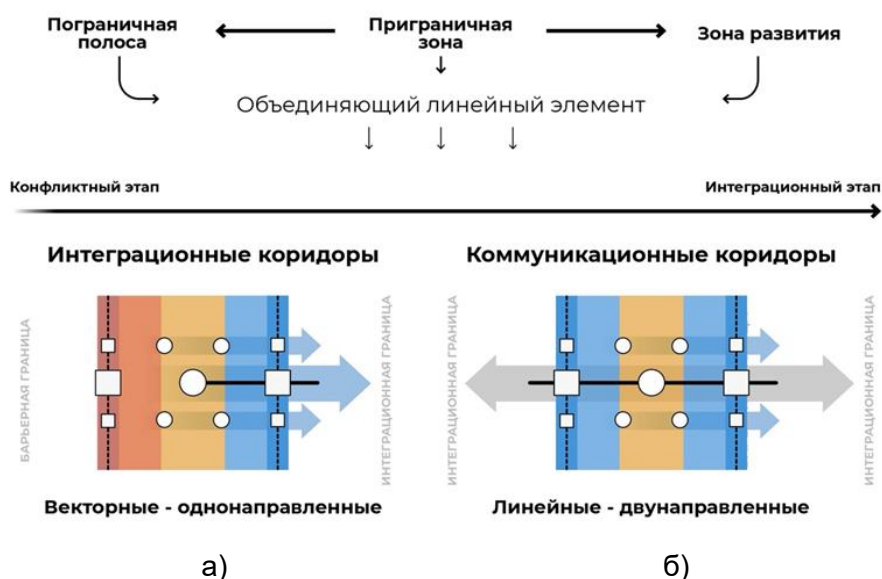 Пограничная
полоса
Приграничная
зона
Зона развития
Объединяющий линейный элемент
Конфликтный этап
Интеграционный этап
Интеграционные коридоры
Коммуникационные коридоры
БАРЬЕРНАЯ ГРАНИЦА
ИНТЕГРАЦИОННАЯ ГРАНИЦА
ИНТЕГРАЦИОННАЯ ГРАНИЦА
ИНТЕГРАЦИОННАЯ ГРАНИЦА
Векторные - однонаправленные
Линейные - двунаправленные
а)
б)